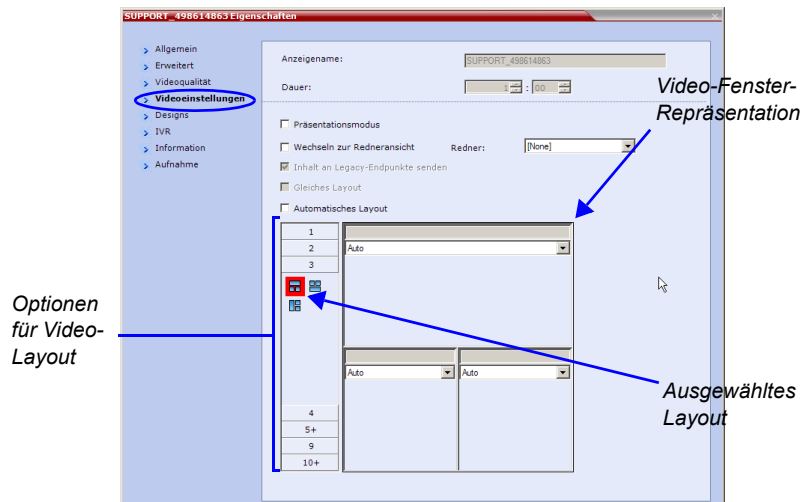 SUPPORT_498614863 Eigenschaften
Allgemein
Erweitert
Videoqualität
Videoeinstellungen
Designs
IVR
Information
Aufnahme
Anzeigename:
SUPPORT_498614863
Dauer:
1 : 00
Präsentationsmodus
Wechseln zur Redneransicht
Redner:
[None]
Inhalt an Legacy-Endpunkte senden
Gleiches Layout
Automatisches Layout
1
2
3
Auto
Auto
Auto
4
5+
9
10+
Video-Fenster-
Repräsentation
Optionen
für Video-
Layout
Ausgewähltes
Layout